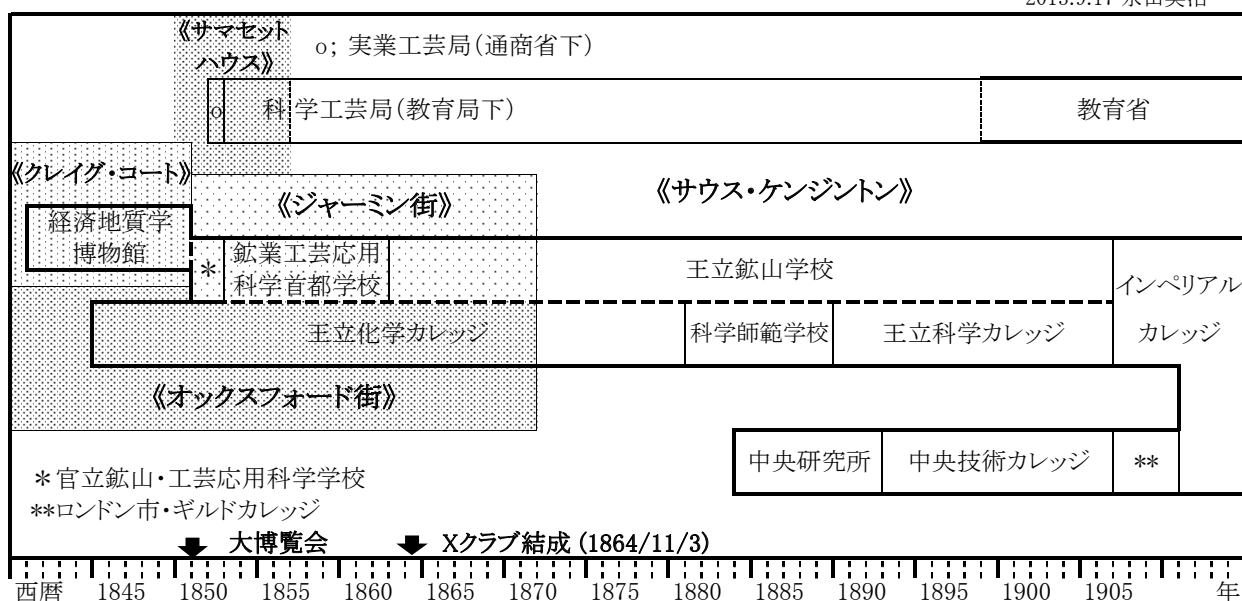 2013.9.17 永田英治
《サマセット
ハウス》
o; 実業工芸局(通商省下)
o
科学工芸局(教育局下)
教育省
《クレイグ・コート》
《ジャーミン街》
《サウス・ケンジントン》
経済地質学
博物館
*
鉱業工芸応用
科学首都学校
王立鉱山学校
インペリアル
カレッジ
王立化学カレッジ
科学師範学校
王立科学カレッジ
《オックスフォード街》
中央研究所
中央技術カレッジ
**
*官立鉱山・工芸応用科学学校
**ロンドン市・ギルドカレッジ
大博覧会
Xクラブ結成 (1864/11/3)
西暦 1845 1850 1855 1860 1865 1870 1875 1880 1885 1890 1895 1900 1905 年